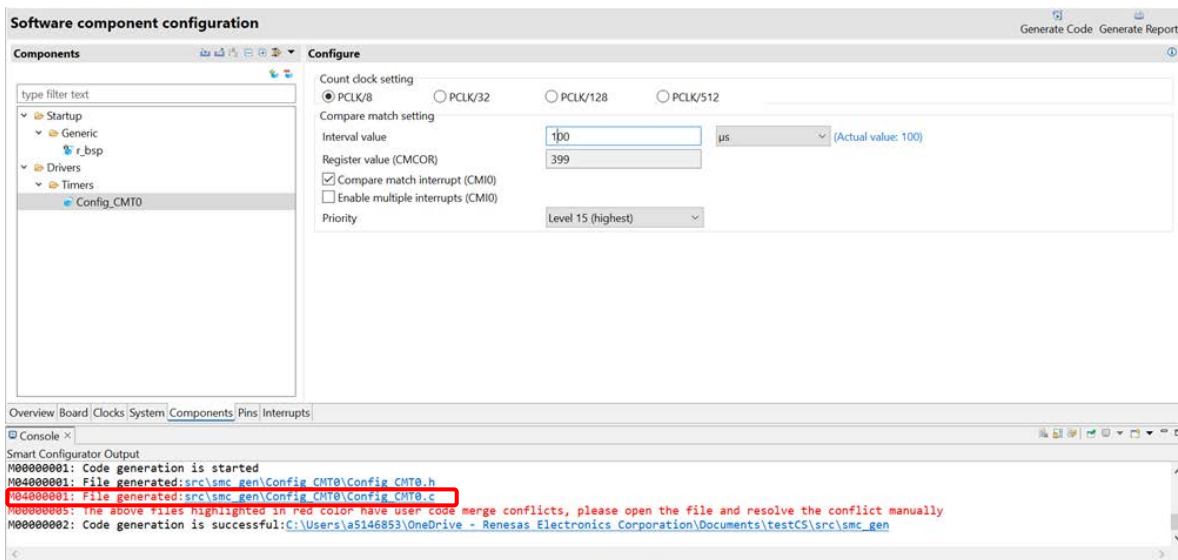 Software component configuration
Generate Code Generate Report
Components
Configure
type filter text
Startup
Generic
r_bsp
Drivers
Timers
Config_CMT0
Count clock setting
PCLK/8 PCLK/32 PCLK/128 PCLK/512
Compare match setting
Interval value 100 µs (Actual value: 100)
Register value (CMCOR) 399
Compare match interrupt (CMI0)
Enable multiple interrupts (CMI0)
Priority Level 15 (highest)
Overview Board Clocks System Components Pins Interrupts
Console
Smart Configurator Output
M00000001: Code generation is started
M04000001: File generated:src\smc_gen\Config_CMT0\Config_CMT0.h
M04000001: File generated:src\smc_gen\Config_CMT0\Config_CMT0.c
M00000005: The above files highlighted in red color have user code merge conflicts, please open the file and resolve the conflict manually
M00000002: Code generation is successful:C:\Users\a5146853\OneDrive - Renesas Electronics Corporation\Documents\testCS\src\smc_gen